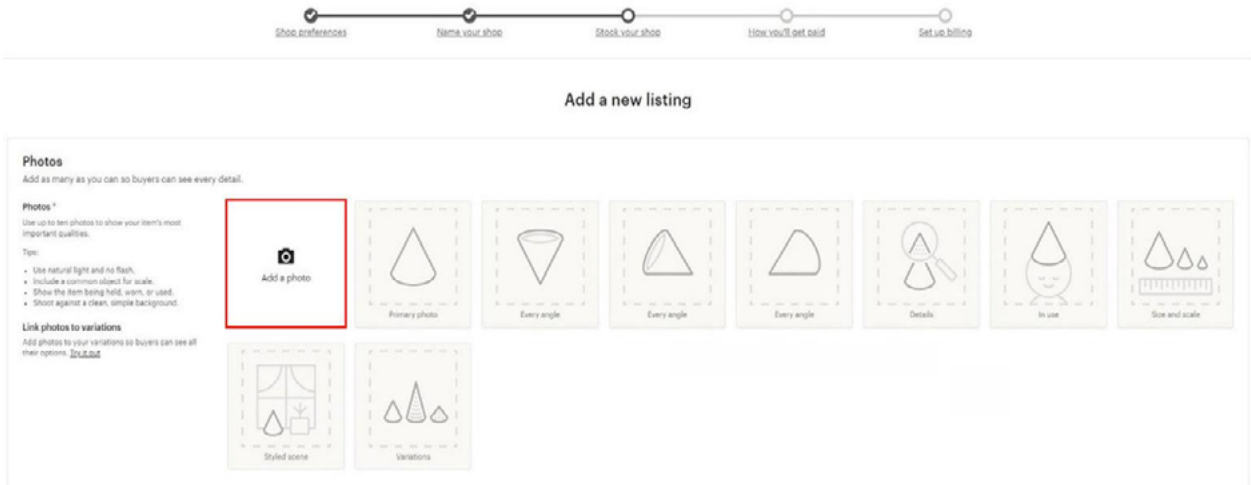 Shop preferences
Name your shop
Stock your shop
How you'll get paid
Set up billing
Add a new listing
Photos
Add as many as you can so buyers can see every detail.
Photos *
Use up to ten photos to show your item's most
important qualities.
Tips:
• Use natural light and no flash.
• Include a common object for scale.
• Show the item being held, worn, or used.
• Shoot against a clean, simple background.
Link photos to variations
Add photos to your variations so buyers can see all
their options. Try it out
Add a photo
Primary photo
Every angle
Every angle
Every angle
Details
In use
Size and scale
Styled scene
Variations